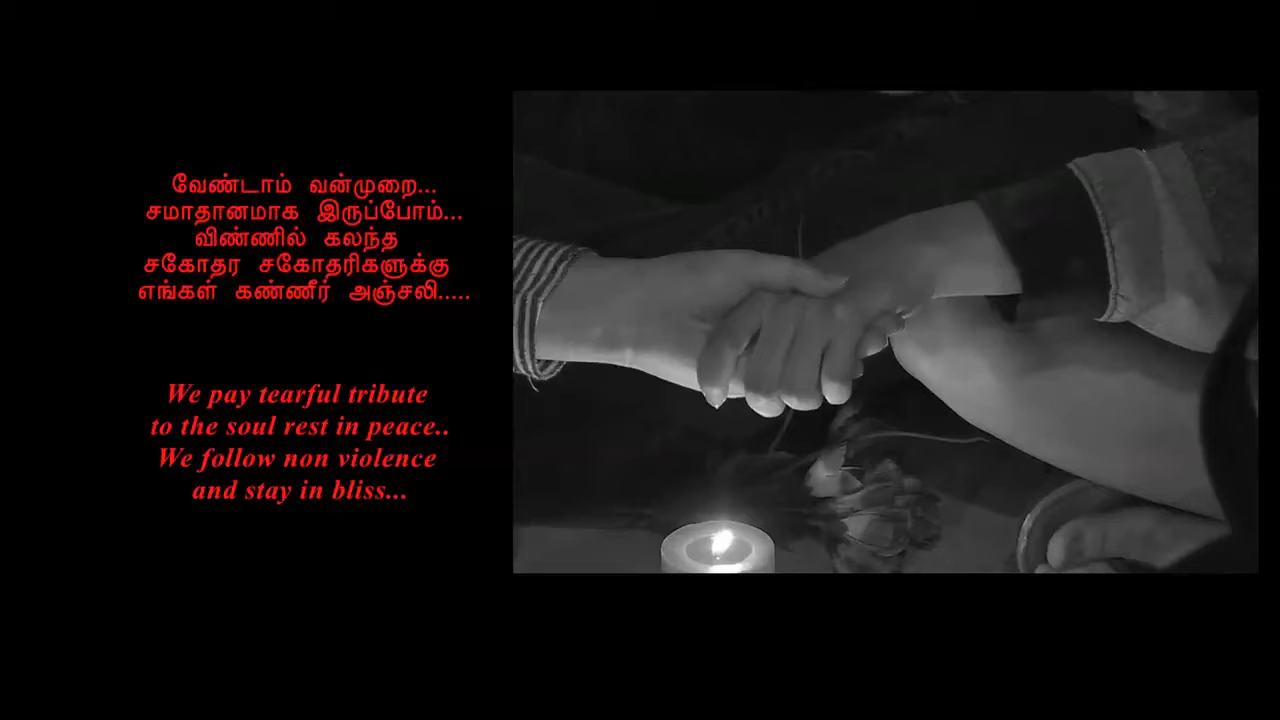 வேண்டாம் வன்முறை...
சமாதானமாக இருப்போம்...
விண்ணில் கலந்த
சகோதர சகோதரிகளுக்கு
எங்கள் கண்ணீர் அஞ்சலி.....
We pay tearful tribute
to the soul rest in peace..
We follow non violence
and stay in bliss...